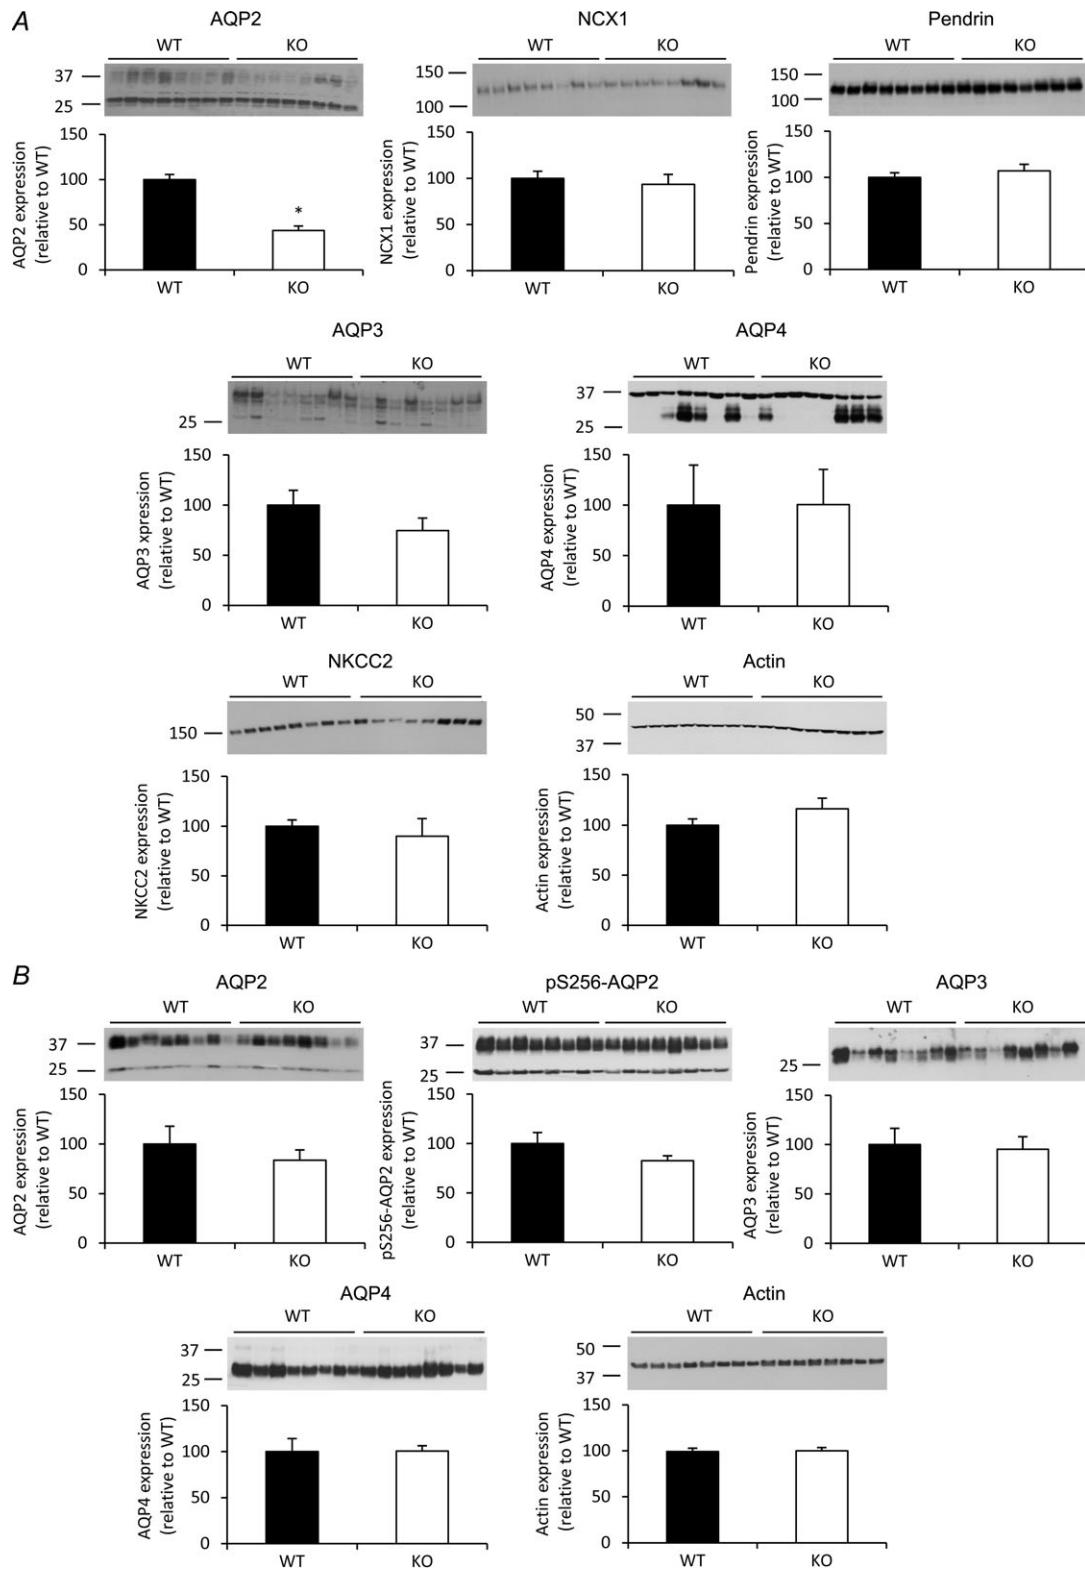 A
AQP2
WT KO
37
25
AQP2 expression
(relative to WT)
150
100
50
0
*
WT KO
NCX1
WT KO
150
100
NCX1 expression
(relative to WT)
150
100
50
0
WT KO
Pendrin
WT KO
150
100
Pendrin expression
(relative to WT)
150
100
50
0
WT KO
AQP3
WT KO
25
AQP3 xpression
(relative to WT)
150
100
50
0
WT KO
AQP4
WT KO
37
25
AQP4 expression
(relative to WT)
150
100
50
0
WT KO
NKCC2
WT KO
150
NKCC2 expression
(relative to WT)
150
100
50
0
WT KO
Actin
WT KO
50
37
Actin expression
(relative to WT)
150
100
50
0
WT KO
B
AQP2
WT KO
37
25
AQP2 expression
(relative to WT)
150
100
50
0
WT KO
pS256-AQP2
WT KO
37
25
pS256-AQP2 expression
(relative to WT)
150
100
50
0
WT KO
AQP3
WT KO
25
AQP3 expression
(relative to WT)
150
100
50
0
WT KO
AQP4
WT KO
37
25
AQP4 expression
(relative to WT)
150
100
50
0
WT KO
Actin
WT KO
50
37
Actin expression
(relative to WT)
150
100
50
0
WT KO